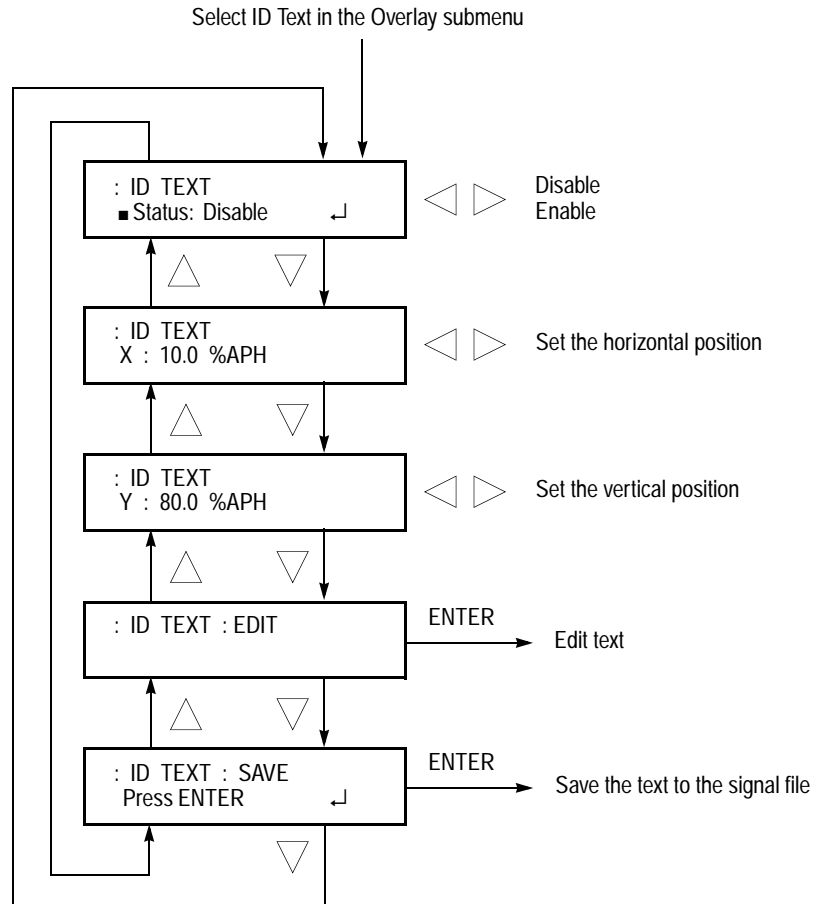 Select ID Text in the Overlay submenu
: ID TEXT
■ Status: Disable ↵
Disable
Enable
: ID TEXT
X : 10.0 %APH
Set the horizontal position
: ID TEXT
Y : 80.0 %APH
Set the vertical position
: ID TEXT : EDIT
ENTER
Edit text
: ID TEXT : SAVE
Press ENTER ↵
ENTER
Save the text to the signal file